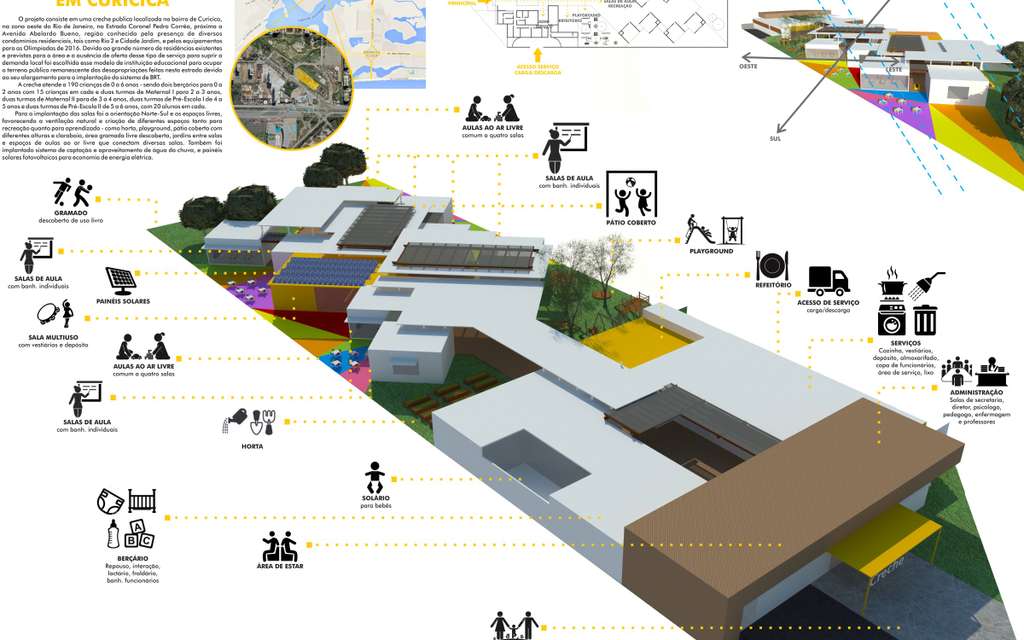 EM CURICICA
O projeto consiste em uma creche publica localizada no bairro de Curicica,
na zona oeste do Rio de Janeiro, na Estrada Coronel Pedro Corrêa, próxima a
Avenida Abelardo Bueno, região conhecida pela presença de diversos
condomínios residenciais, tais como Rio 2 e Cidade Jardim, e pelos equipamentos
para as Olimpíadas de 2016. Devido ao grande número de residências existentes
e previstas para a área e a ausência de oferta desse tipo de serviço para suprir a
demanda local foi escolhida esse modelo de instituição educacional para ocupar
o terreno publico remanescente das desapropriações feitas nesta estrada devido
ao seu alargamento para a implantação do sistema de BRT.
A creche atende a 190 crianças de 0 a 6 anos - sendo dois berçarios para 0 a
2 anos com 15 crianças em cada e duas turmas de Maternal I para 2 a 3 anos,
duas turmas de Maternal II para de 3 a 4 anos, duas turmas de Pré-Escola I de 4 a
5 anos e duas turmas de Pré-Escola II de 5 a 6 anos, com 20 alunos em cada.
Para a implantação das salas foi a orientação Norte-Sul e os espaços livres,
favorecendo a ventilação natural e criação de diferentes espaços tanto para
recreação quanto para aprendizado - como horta, playground, pátio coberto com
diferentes alturas e claraboia, área gramada livre descoberta, jardins entre salas
e espaços de aulas ao ar livre que conectam diversas salas. Também foi
implantado sistema de captação e aproveitamento de água da chuva, e painéis
solares fotovoltaicos para economia de energia elétrica.
PRINCIPAL
PLAYGROUND
REFEITÓRIO
SALAS DE AULA/
RECREAÇÃO
ACESSO SERVIÇO
CARGA/DESCARGA
OESTE
LESTE
SUL
AULAS AO AR LIVRE
comum a quatro salas
SALAS DE AULA
com banh. individuais
PÁTIO COBERTO
PLAYGROUND
REFEITÓRIO
ACESSO DE SERVIÇO
carga/descarga
SERVIÇOS
Cozinha, vestiários,
depósito, almoxarifado,
copa de funcionários,
área de serviço, lixo
ADMINISTRAÇÃO
Salas de secretaria,
diretor, psicólogo,
pedagogo, enfermagem
e professores
GRAMADO
descoberto de uso livre
SALAS DE AULA
com banh. individuais
PAINÉIS SOLARES
SALA MULTIUSO
com vestiários e depósito
AULAS AO AR LIVRE
comum a quatro salas
SALAS DE AULA
com banh. individuais
HORTA
SOLÁRIO
para bebês
A
B C
BERÇÁRIO
Repouso, interação,
lactário, fraldário,
banh. funcionários
ÁREA DE ESTAR
Creche